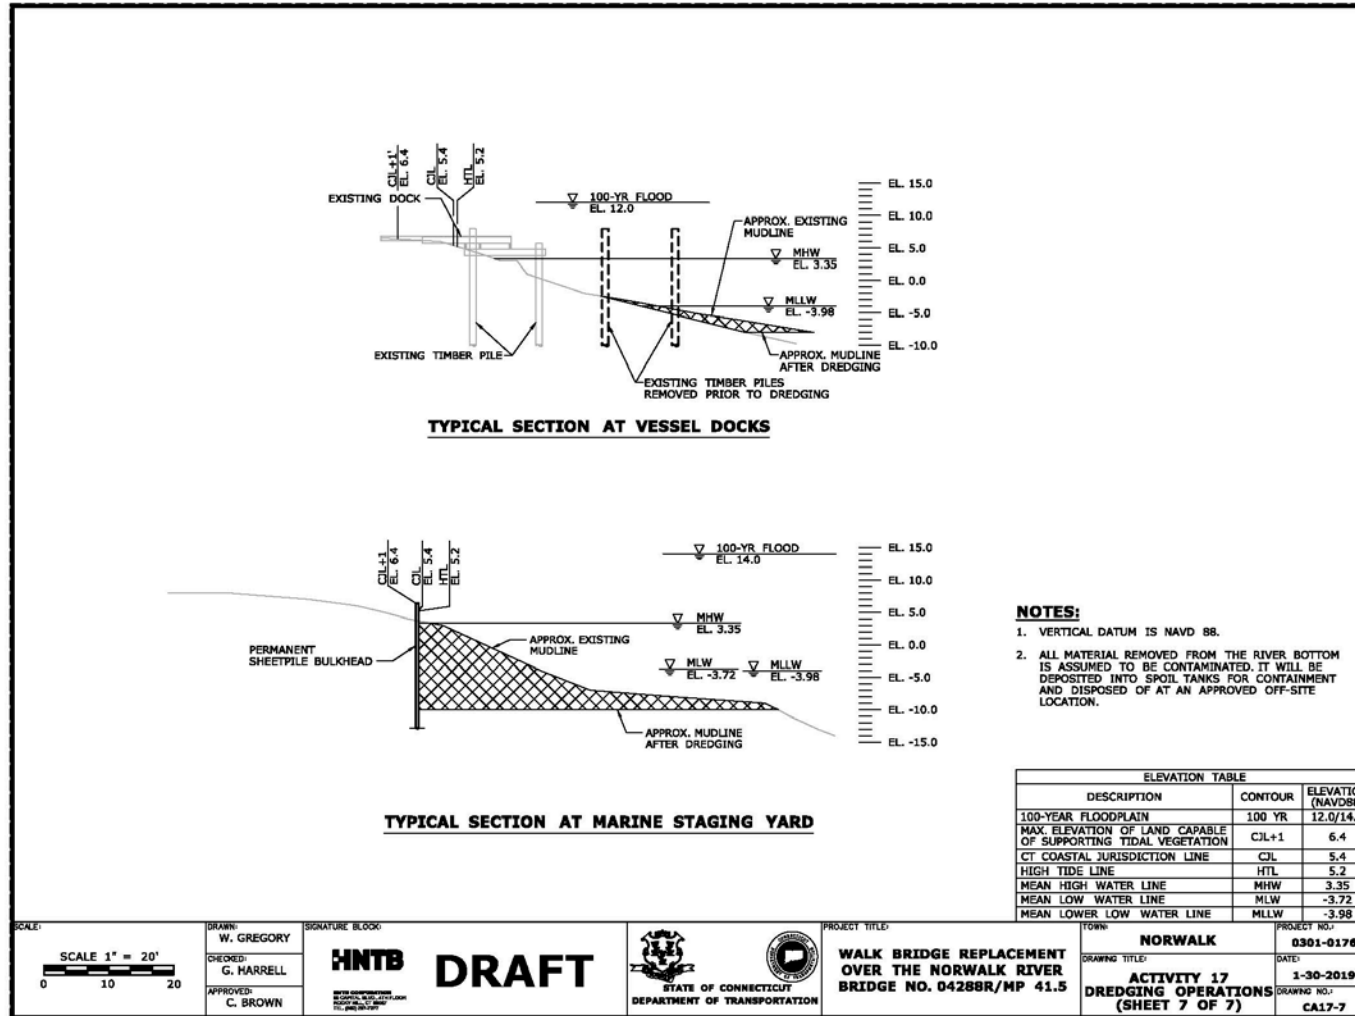 CJL+1'
EL. 6.4
CJL
EL. 5.4
HTL
EL. 5.2
EXISTING DOCK
100-YR FLOOD
EL. 12.0
APPROX. EXISTING
MUDLINE
MHW
EL. 3.35
MLLW
EL. -3.98
EL. 15.0
EL. 10.0
EL. 5.0
EL. 0.0
EL. -5.0
EL. -10.0
EXISTING TIMBER PILE
APPROX. MUDLINE
AFTER DREDGING
EXISTING TIMBER PILES
REMOVED PRIOR TO DREDGING
TYPICAL SECTION AT VESSEL DOCKS
CJL+1
EL. 6.4
CJL
EL. 5.4
HTL
EL. 5.2
100-YR FLOOD
EL. 14.0
MHW
EL. 3.35
APPROX. EXISTING
MUDLINE
PERMANENT
SHEETPILE BULKHEAD
MLW
EL. -3.72
MLLW
EL. -3.98
APPROX. MUDLINE
AFTER DREDGING
EL. 15.0
EL. 10.0
EL. 5.0
EL. 0.0
EL. -5.0
EL. -10.0
EL. -15.0
TYPICAL SECTION AT MARINE STAGING YARD
NOTES:
1. VERTICAL DATUM IS NAVD 88.
2. ALL MATERIAL REMOVED FROM THE RIVER BOTTOM
IS ASSUMED TO BE CONTAMINATED. IT WILL BE
DEPOSITED INTO SPOIL TANKS FOR CONTAINMENT
AND DISPOSED OF AT AN APPROVED OFF-SITE
LOCATION.
ELEVATION TABLE
DESCRIPTION CONTOUR ELEVATIO
(NAVD8
100-YEAR FLOODPLAIN 100 YR 12.0/14.
MAX. ELEVATION OF LAND CAPABLE
OF SUPPORTING TIDAL VEGETATION CJL+1 6.4
CT COASTAL JURISDICTION LINE CJL 5.4
HIGH TIDE LINE HTL 5.2
MEAN HIGH WATER LINE MHW 3.35
MEAN LOW WATER LINE MLW -3.72
MEAN LOWER LOW WATER LINE MLLW -3.98
SCALE:
SCALE 1" = 20'
0 10 20
DRAWN:
W. GREGORY
CHECKED:
G. HARRELL
APPROVED:
C. BROWN
SIGNATURE BLOCK:
HNTB
HNTB CORPORATION
DRAFT
STATE OF CONNECTICUT
DEPARTMENT OF TRANSPORTATION
PROJECT TITLE:
WALK BRIDGE REPLACEMENT
OVER THE NORWALK RIVER
BRIDGE NO. 04288R/MP 41.5
TOWN:
NORWALK
DRAWING TITLE:
ACTIVITY 17
DREDGING OPERATIONS
(SHEET 7 OF 7)
PROJECT NO.:
0301-0176
DATE:
1-30-2019
DRAWING NO.:
CA17-7